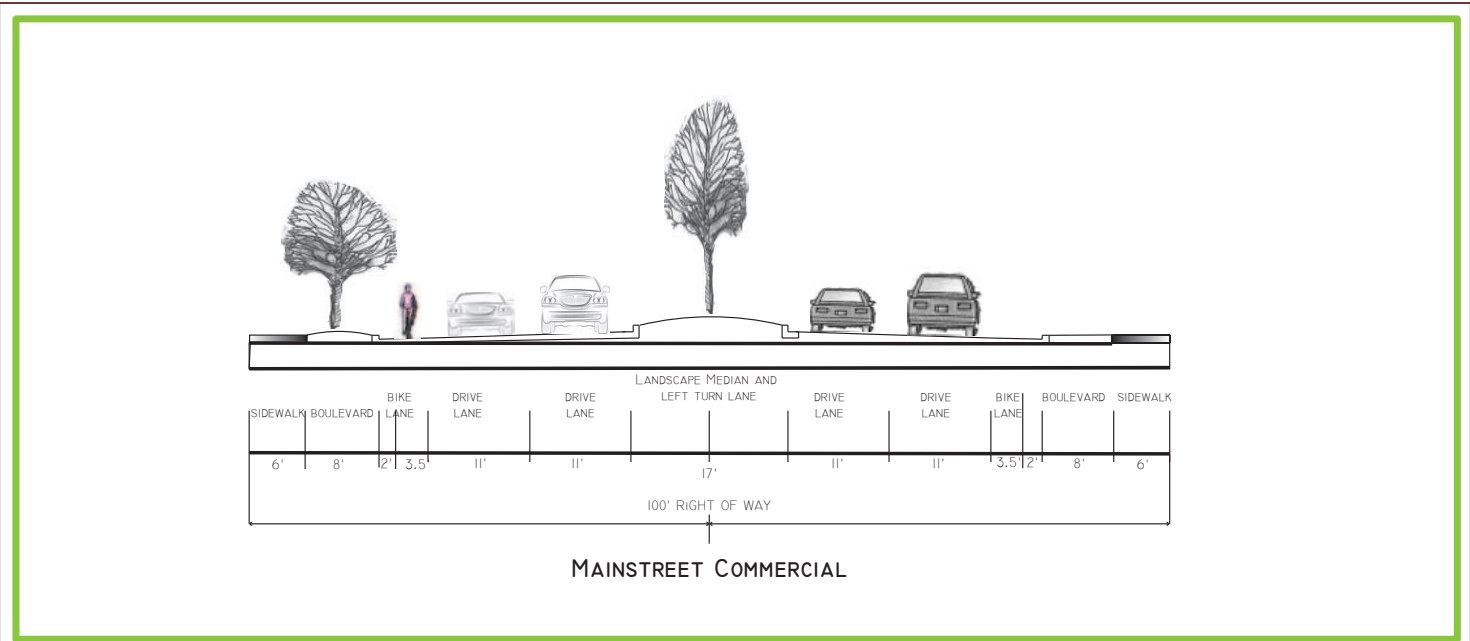 LANDSCAPE MEDIAN AND
LEFT TURN LANE
SIDEWALK BOULEVARD BIKE LANE DRIVE LANE DRIVE LANE DRIVE LANE DRIVE LANE BIKE LANE BOULEVARD SIDEWALK
6' 8' 2' 3.5' 11' 11' 17' 11' 11' 3.5' 2' 8' 6'
100' RIGHT OF WAY
MAINSTREET COMMERCIAL